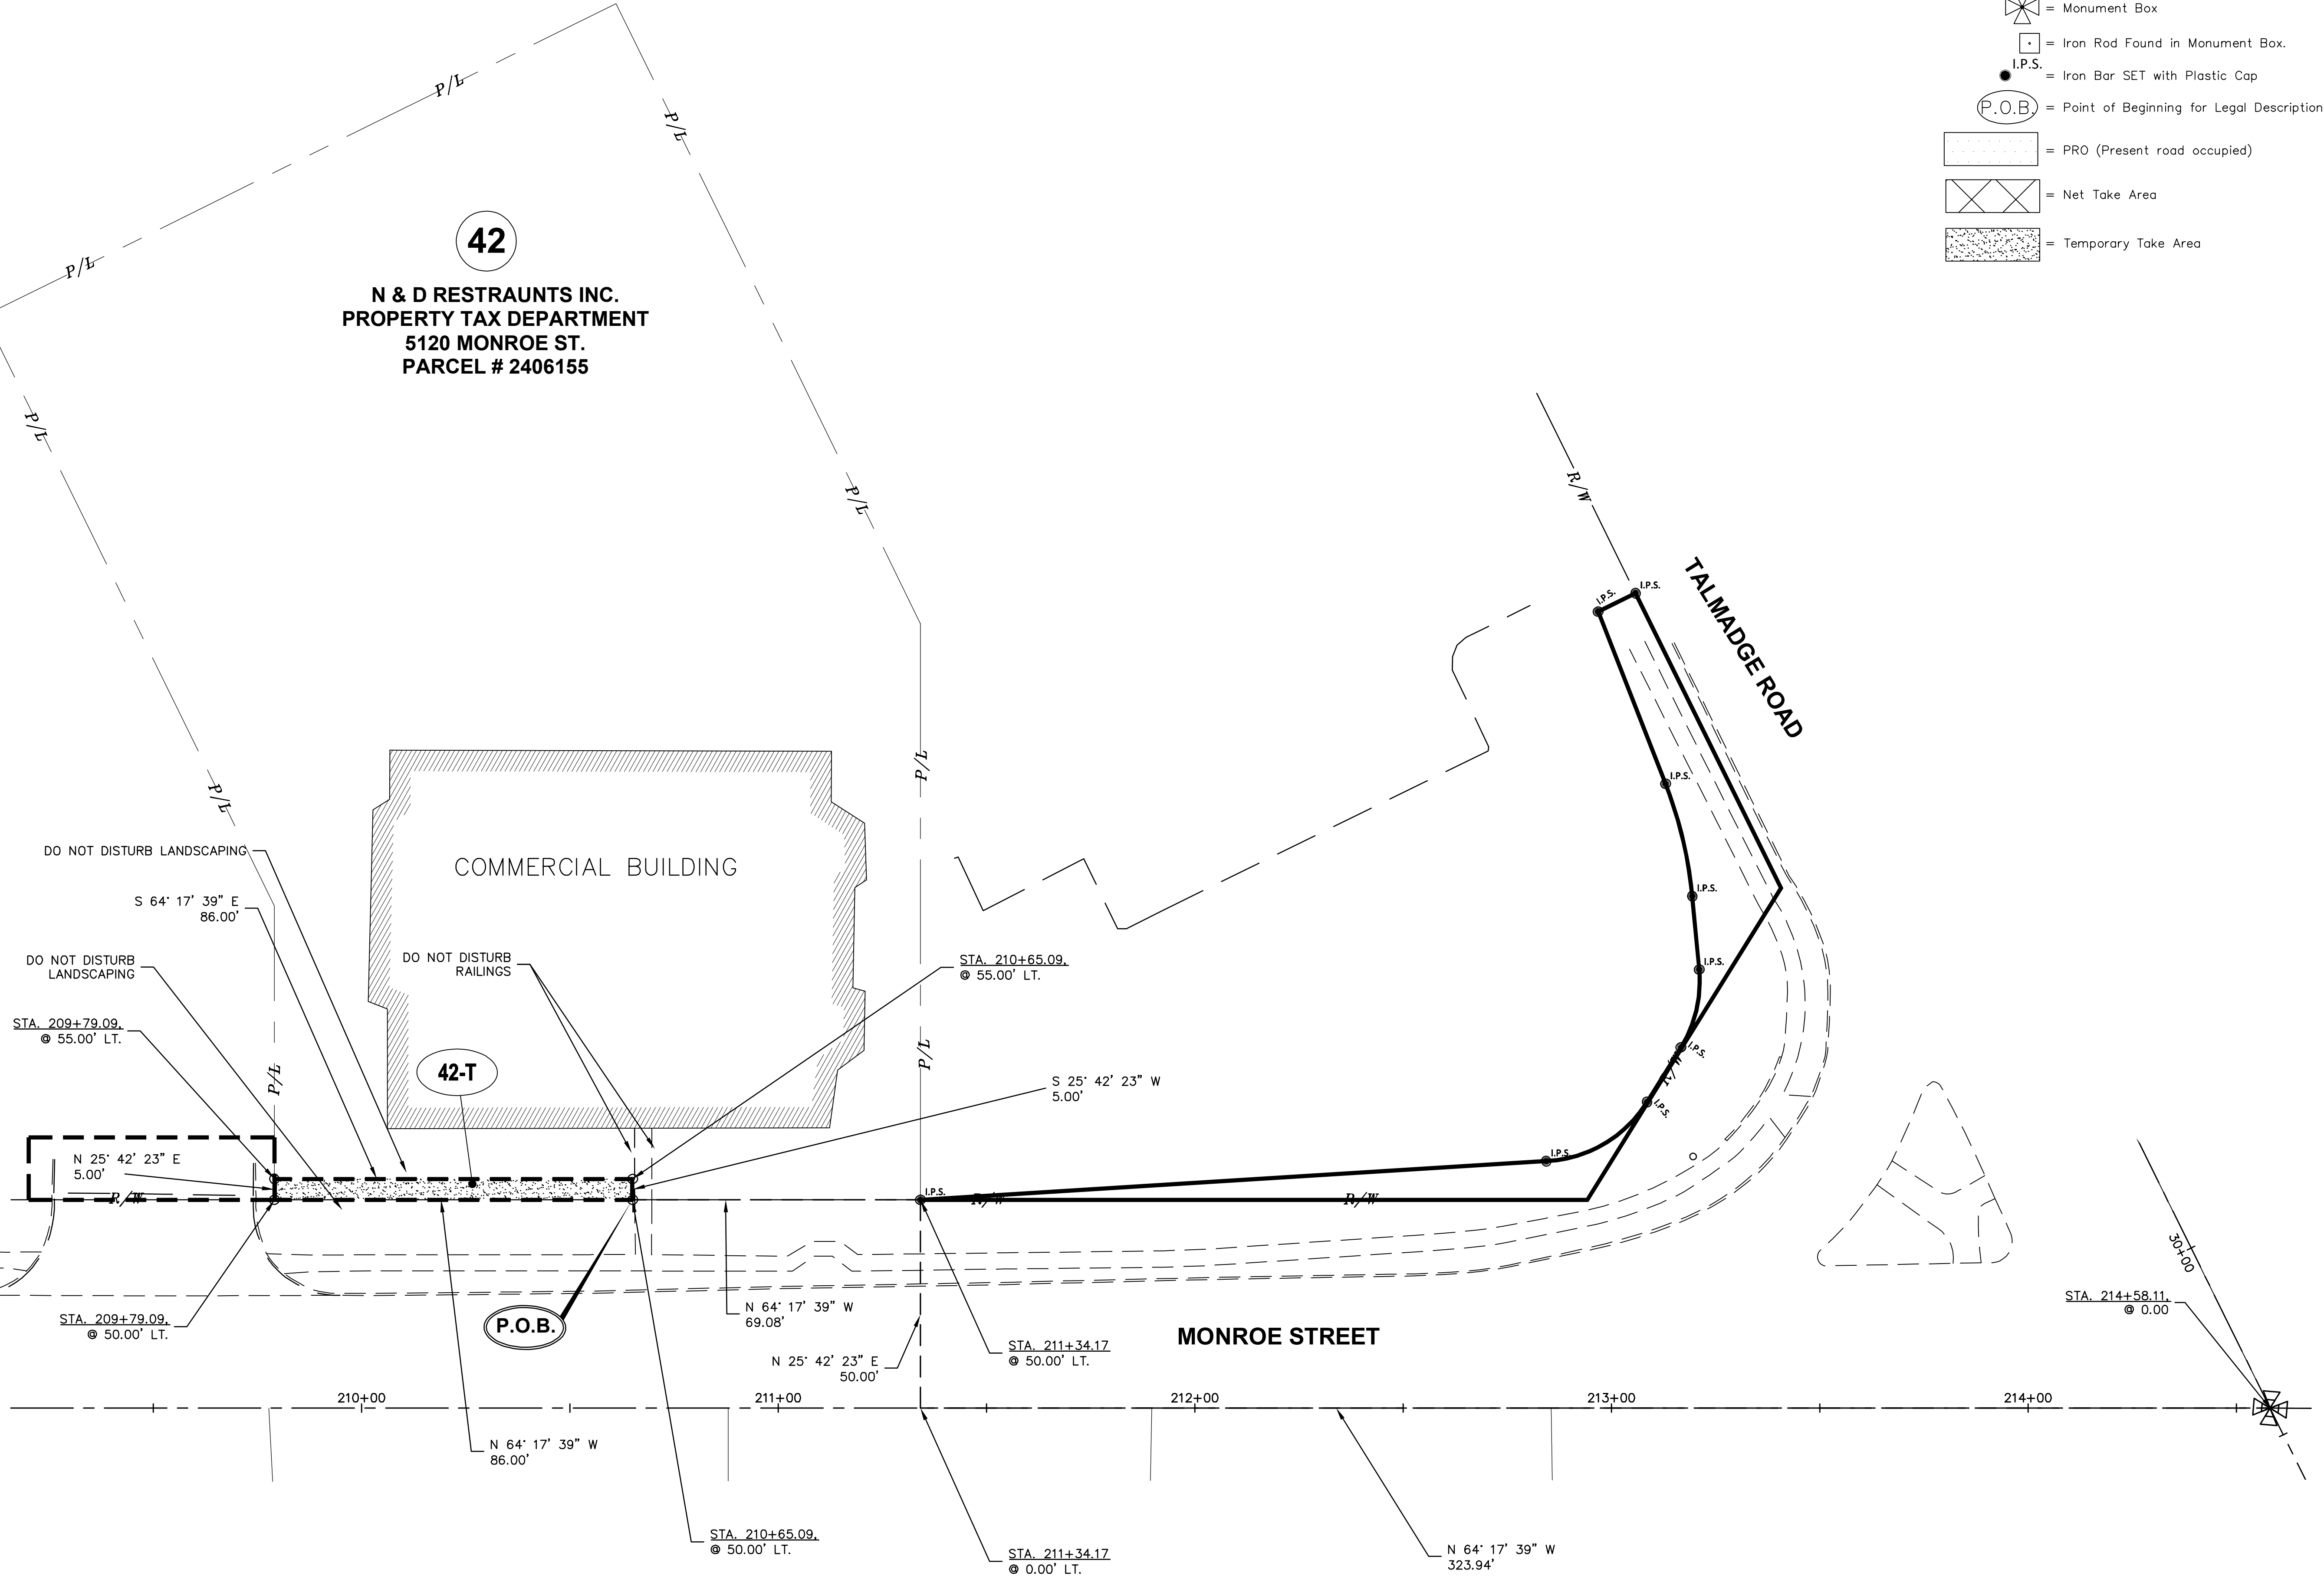 = Monument Box
= Iron Rod Found in Monument Box.
I.P.S.
= Iron Bar SET with Plastic Cap
P.O.B.
= Point of Beginning for Legal Description
= PRO (Present road occupied)
= Net Take Area
= Temporary Take Area
P/L
P/L
P/L
P/L
P/L
P/L
P/L
P/L
P/L
42
N & D RESTRAUNTS INC.
PROPERTY TAX DEPARTMENT
5120 MONROE ST.
PARCEL # 2406155
R/W
TALMADGE ROAD
I.P.S.
I.P.S.
I.P.S.
I.P.S.
I.P.S.
I.P.S.
I.P.S.
I.P.S.
I.P.S.
R/W
R/W
R/W
R/W
COMMERCIAL BUILDING
DO NOT DISTURB LANDSCAPING
S 64° 17' 39" E
86.00'
DO NOT DISTURB
LANDSCAPING
DO NOT DISTURB
RAILINGS
STA. 210+65.09,
@ 55.00' LT.
STA. 209+79.09,
@ 55.00' LT.
42-T
S 25° 42' 23" W
5.00'
N 25° 42' 23" E
5.00'
STA. 209+79.09,
@ 50.00' LT.
P.O.B.
N 64° 17' 39" W
69.08'
N 25° 42' 23" E
50.00'
STA. 211+34.17
@ 50.00' LT.
MONROE STREET
30+00
STA. 214+58.11,
@ 0.00
210+00
211+00
212+00
213+00
214+00
N 64° 17' 39" W
86.00'
STA. 210+65.09,
@ 50.00' LT.
STA. 211+34.17
@ 0.00' LT.
N 64° 17' 39" W
323.94'